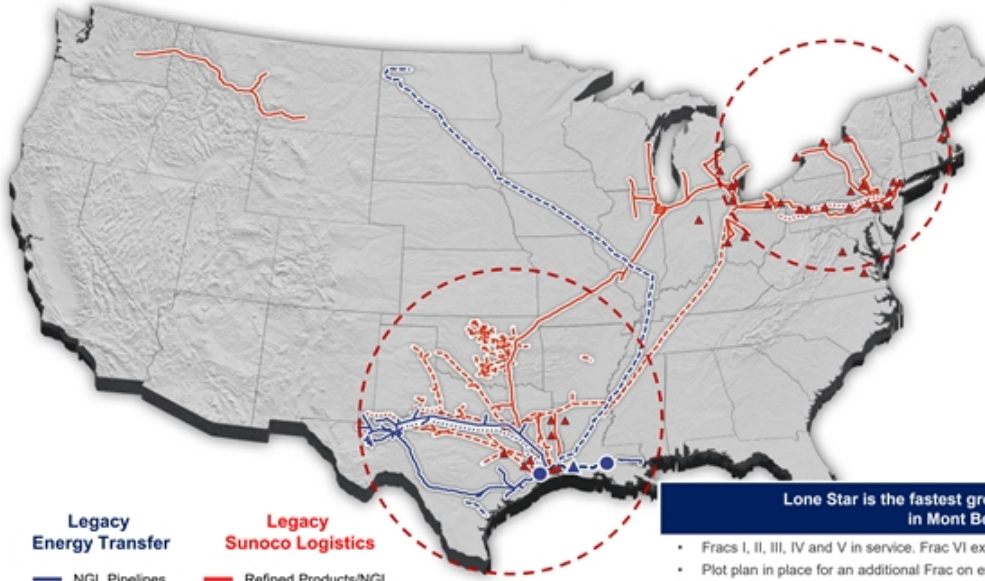 Legacy
Energy Transfer
Legacy
Sunoco Logistics
NGL Pipelines
Refined Products/NGL
Lone Star is the fastest gr
in Mont Be
• Fracs I, II, III, IV and V in service. Frac VI ex
• Plot plan in place for an additional Frac on e